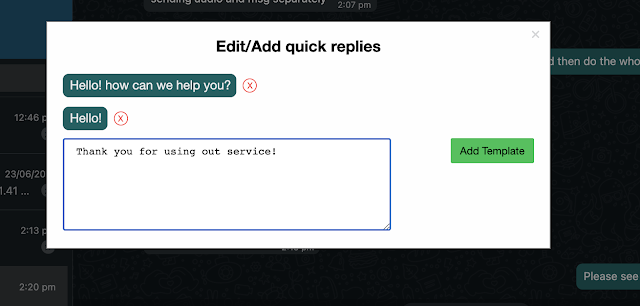 sending audio and msg separately
2:07 pm
×
Edit/Add quick replies
d then do the who
Hello! how can we help you? X
Hello! X
12:46 p
Thank you for using out service!
Add Template
23/06/20
1.41 ...
2:13 p
2:20 pm
Please see